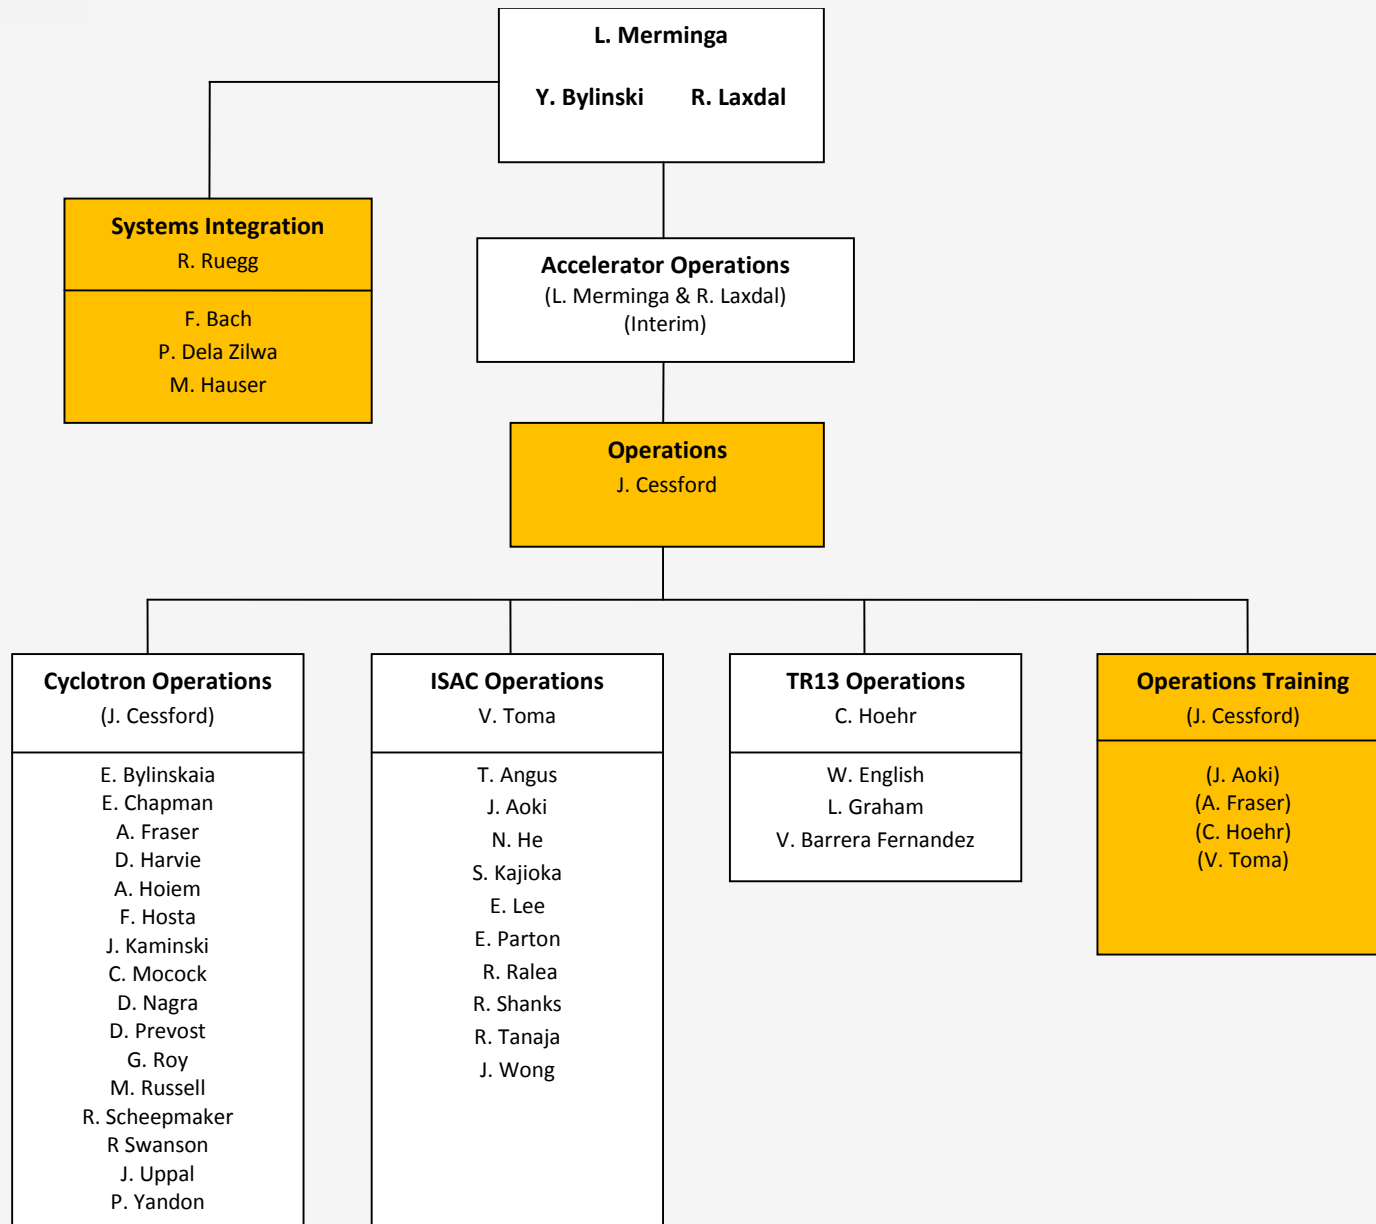 L. Merminga
Y. Bylinski R. Laxdal
Systems Integration
R. Ruegg
F. Bach
P. Dela Zilwa
M. Hauser
Accelerator Operations
(L. Merminga & R. Laxdal)
(Interim)
Operations
J. Cessford
Cyclotron Operations
(J. Cessford)
E. Bylinskaia
E. Chapman
A. Fraser
D. Harvie
A. Hoiem
F. Hosta
J. Kaminski
C. Mocock
D. Nagra
D. Prevost
G. Roy
M. Russell
R. Scheepmaker
R Swanson
J. Uppal
P. Yandon
ISAC Operations
V. Toma
T. Angus
J. Aoki
N. He
S. Kajioka
E. Lee
E. Parton
R. Ralea
R. Shanks
R. Tanaja
J. Wong
TR13 Operations
C. Hoehr
W. English
L. Graham
V. Barrera Fernandez
Operations Training
(J. Cessford)
(J. Aoki)
(A. Fraser)
(C. Hoehr)
(V. Toma)